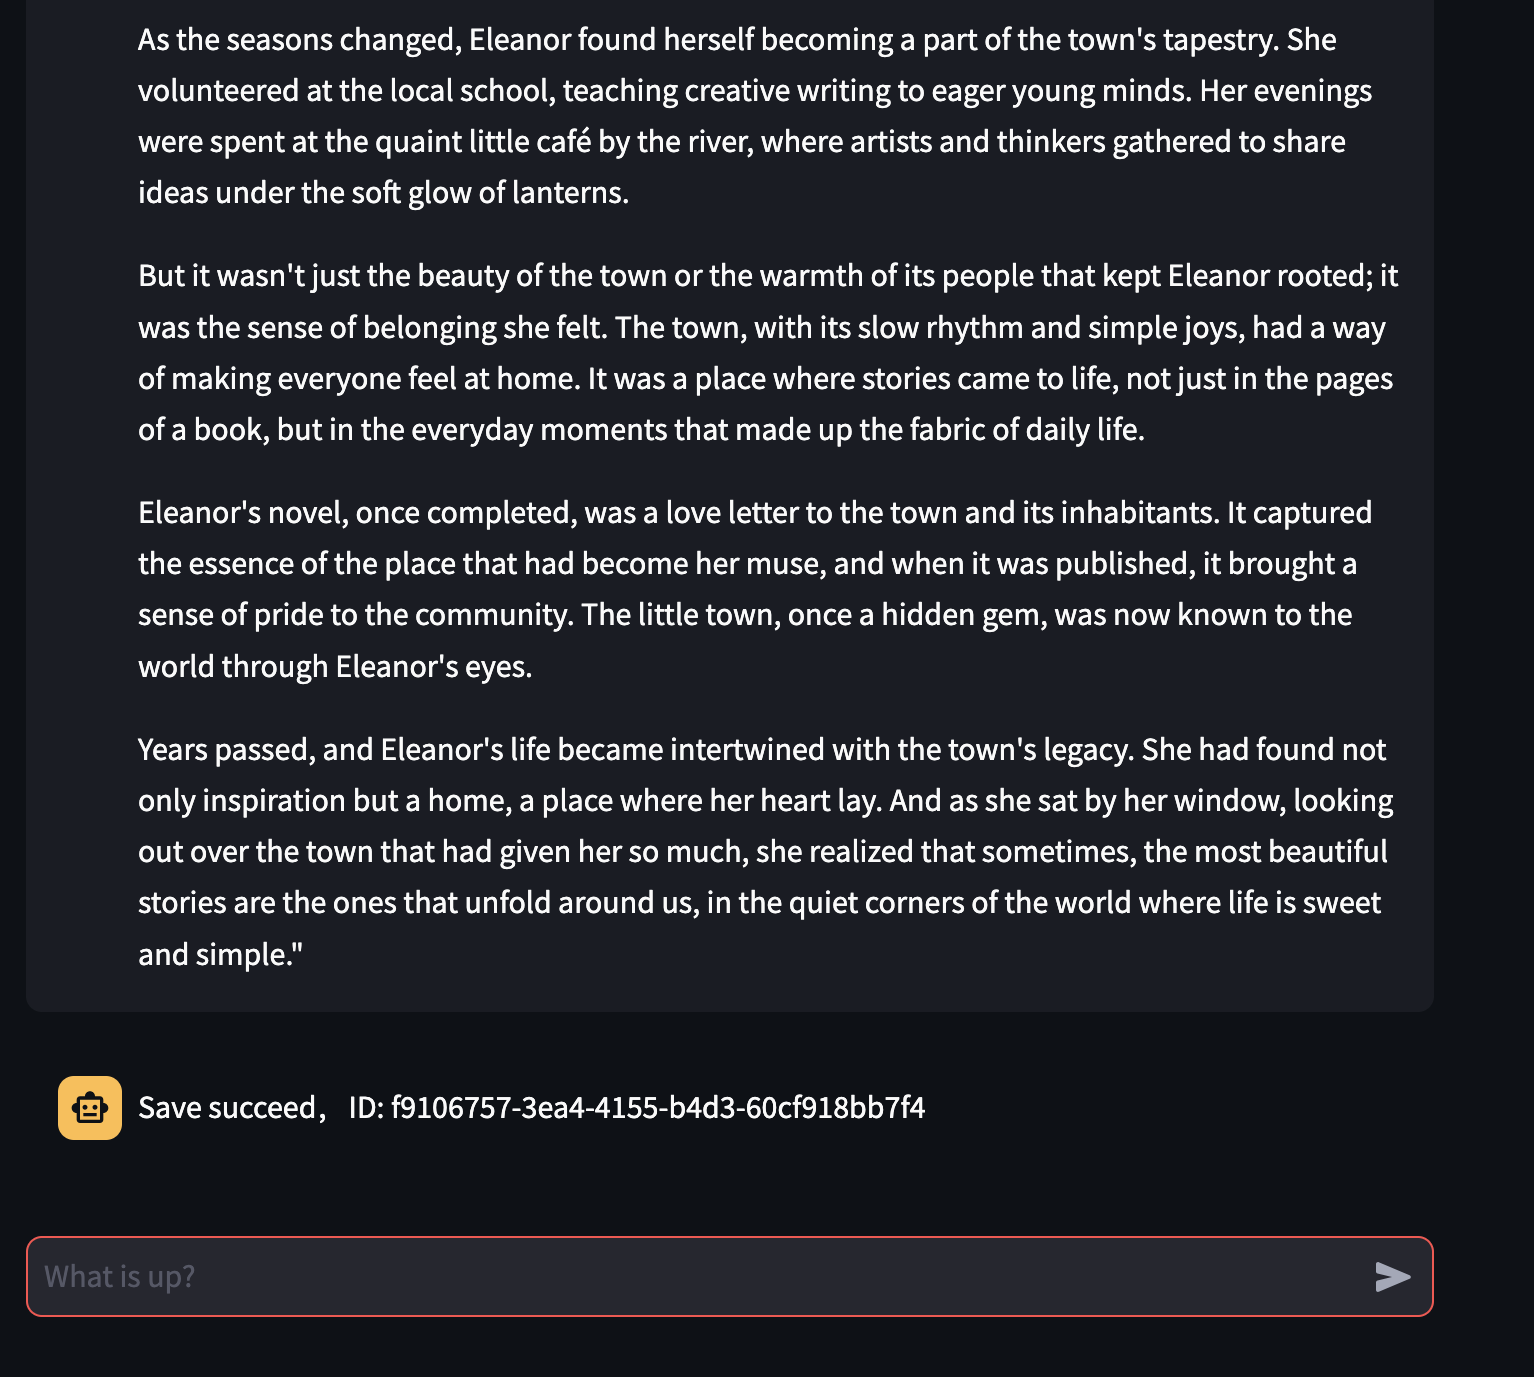 As the seasons changed, Eleanor found herself becoming a part of the town's tapestry. She
volunteered at the local school, teaching creative writing to eager young minds. Her evenings
were spent at the quaint little café by the river, where artists and thinkers gathered to share
ideas under the soft glow of lanterns.
But it wasn't just the beauty of the town or the warmth of its people that kept Eleanor rooted; it
was the sense of belonging she felt. The town, with its slow rhythm and simple joys, had a way
of making everyone feel at home. It was a place where stories came to life, not just in the pages
of a book, but in the everyday moments that made up the fabric of daily life.
Eleanor's novel, once completed, was a love letter to the town and its inhabitants. It captured
the essence of the place that had become her muse, and when it was published, it brought a
sense of pride to the community. The little town, once a hidden gem, was now known to the
world through Eleanor's eyes.
Years passed, and Eleanor's life became intertwined with the town's legacy. She had found not
only inspiration but a home, a place where her heart lay. And as she sat by her window, looking
out over the town that had given her so much, she realized that sometimes, the most beautiful
stories are the ones that unfold around us, in the quiet corners of the world where life is sweet
and simple."
Save succeed， ID: f9106757-3ea4-4155-b4d3-60cf918bb7f4
What is up?